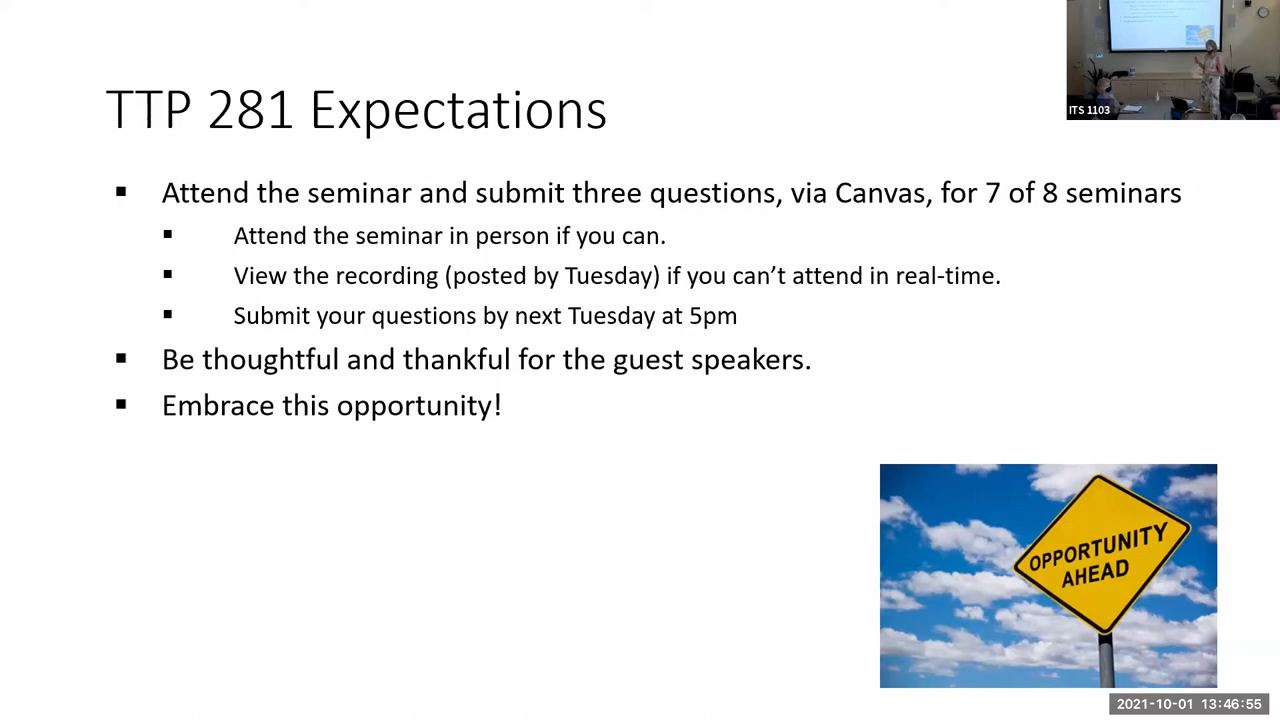 TTP 281 Expectations
ITS 1103
▪ Attend the seminar and submit three questions, via Canvas, for 7 of 8 seminars
▪ Attend the seminar in person if you can.
▪ View the recording (posted by Tuesday) if you can’t attend in real-time.
▪ Submit your questions by next Tuesday at 5pm
▪ Be thoughtful and thankful for the guest speakers.
▪ Embrace this opportunity!
OPPORTUNITY
AHEAD
2021-10-01 13:46:55